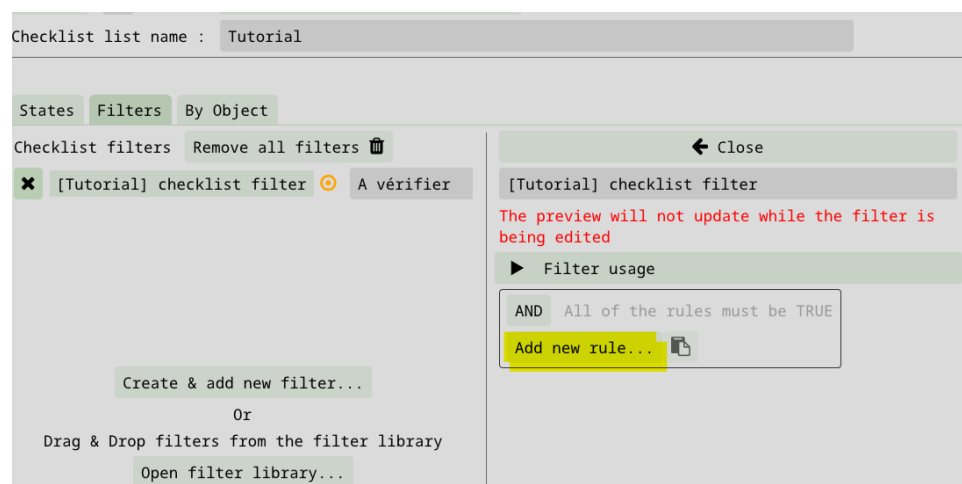 Checklist list name : Tutorial
States Filters By Object
Checklist filters Remove all filters
[Tutorial] checklist filter A vérifier
Create & add new filter...
Or
Drag & Drop filters from the filter library
Open filter library...
Close
[Tutorial] checklist filter
The preview will not update while the filter is
being edited
Filter usage
AND All of the rules must be TRUE
Add new rule...